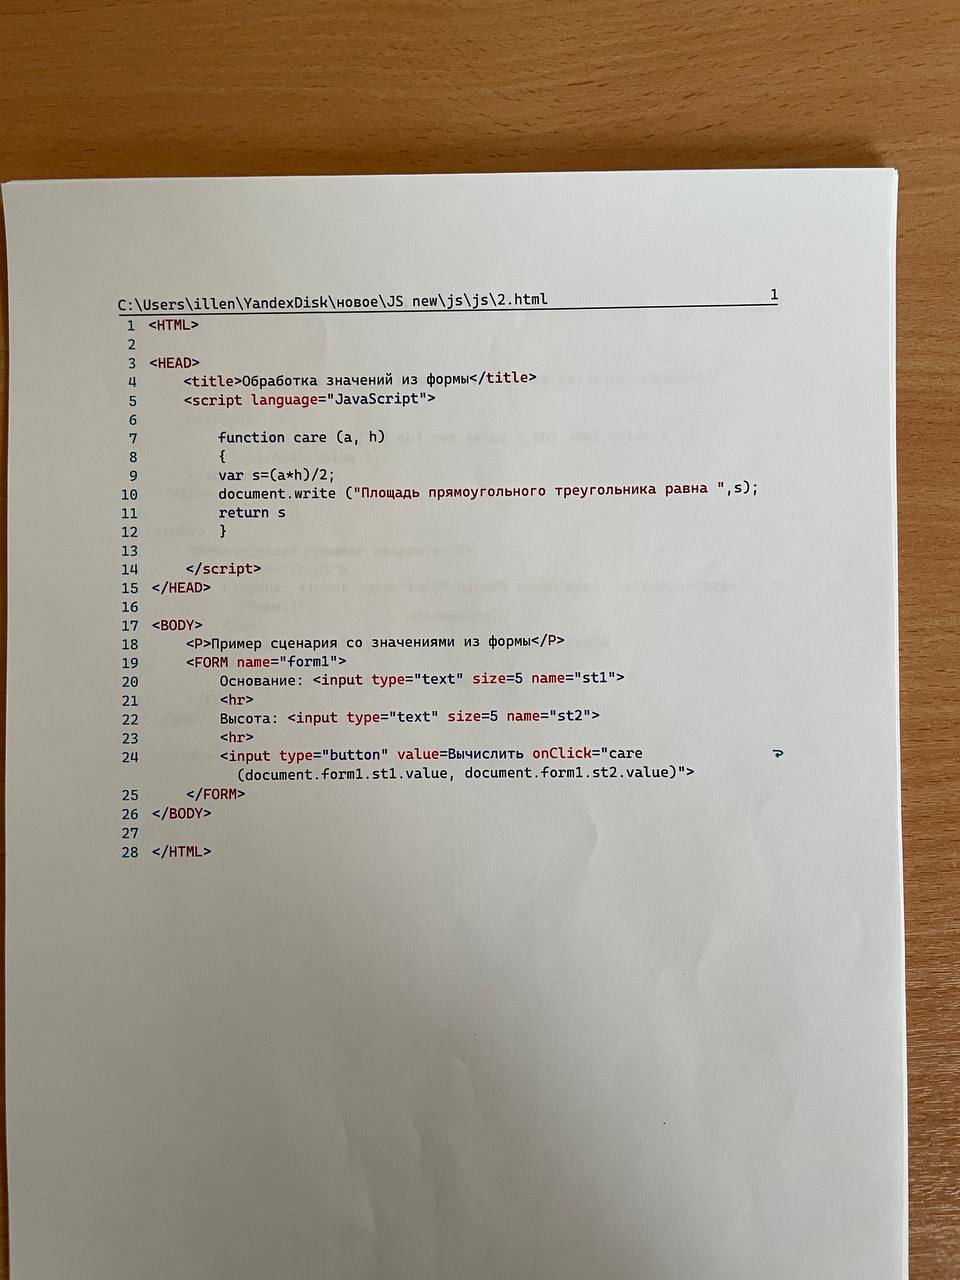 C:\Users\illen\YandexDisk\новое\JS new\js\js\2.html 1
1 <HTML>
2
3 <HEAD>
4 <title>Обработка значений из формы</title>
5 <script language="JavaScript">
6
7 function care (a, h)
8 {
9 var s=(a*h)/2;
10 document.write ("Площадь прямоугольного треугольника равна ",s);
11 return s
12 }
13
14 </script>
15 </HEAD>
16
17 <BODY>
18 <P>Пример сценария со значениями из формы</P>
19 <FORM name="form1">
20 Основание: <input type="text" size=5 name="st1">
21 <hr>
22 Высота: <input type="text" size=5 name="st2">
23 <hr>
24 <input type="button" value=Вычислить onClick="care
(document.form1.st1.value, document.form1.st2.value)">
25 </FORM>
26 </BODY>
27
28 </HTML>